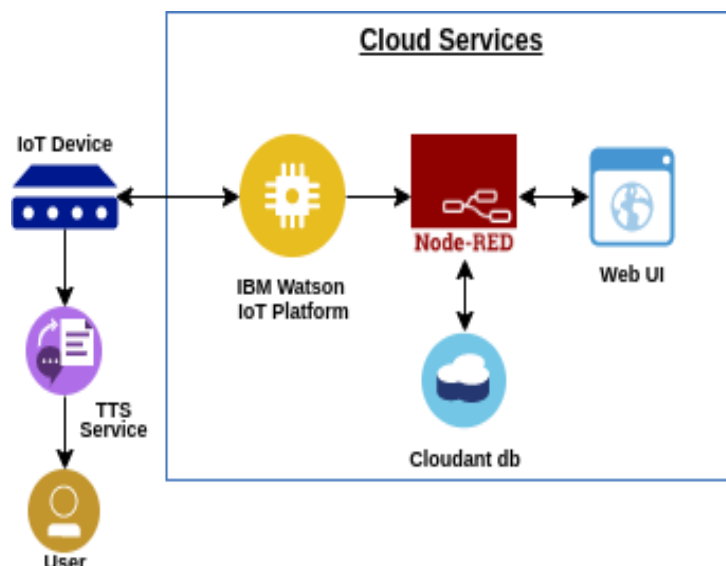 Cloud Services
IoT Device
Node-RED
IBM Watson
IoT Platform
Web UI
TTS
Service
Cloudant db
User